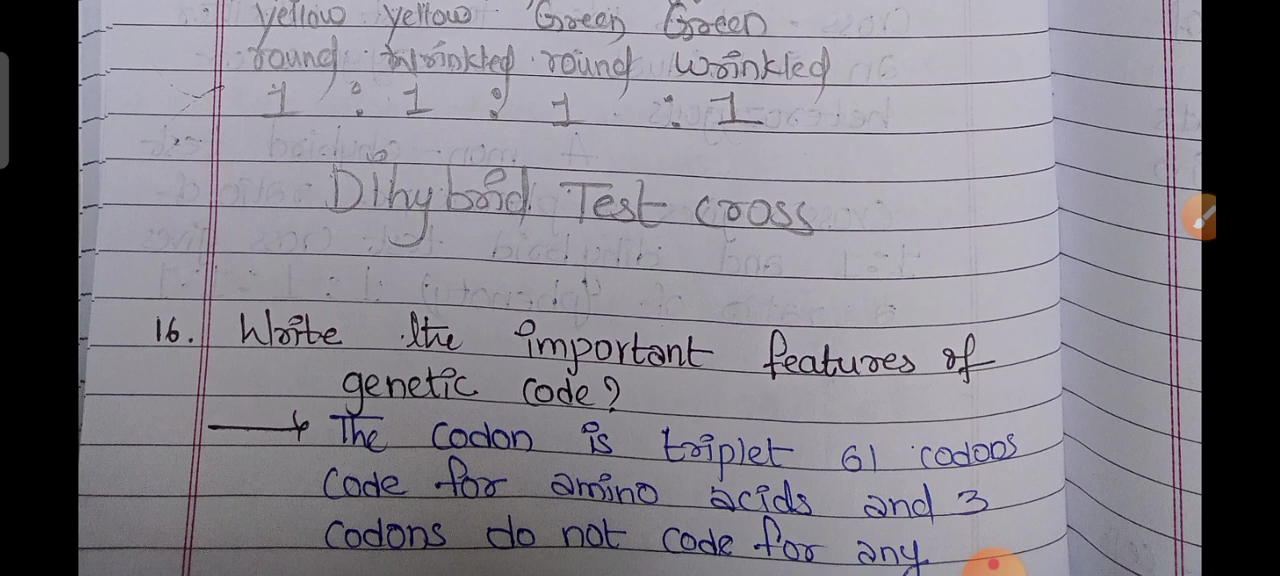 yellow yellow Green Green
round wrinkled round wrinkled
1 : 1 : 1 : 1
Dihybrid Test cross
16. Write the important features of
genetic code?
→ The codon is triplet 61 codons
code for amino acids and 3
codons do not code for any